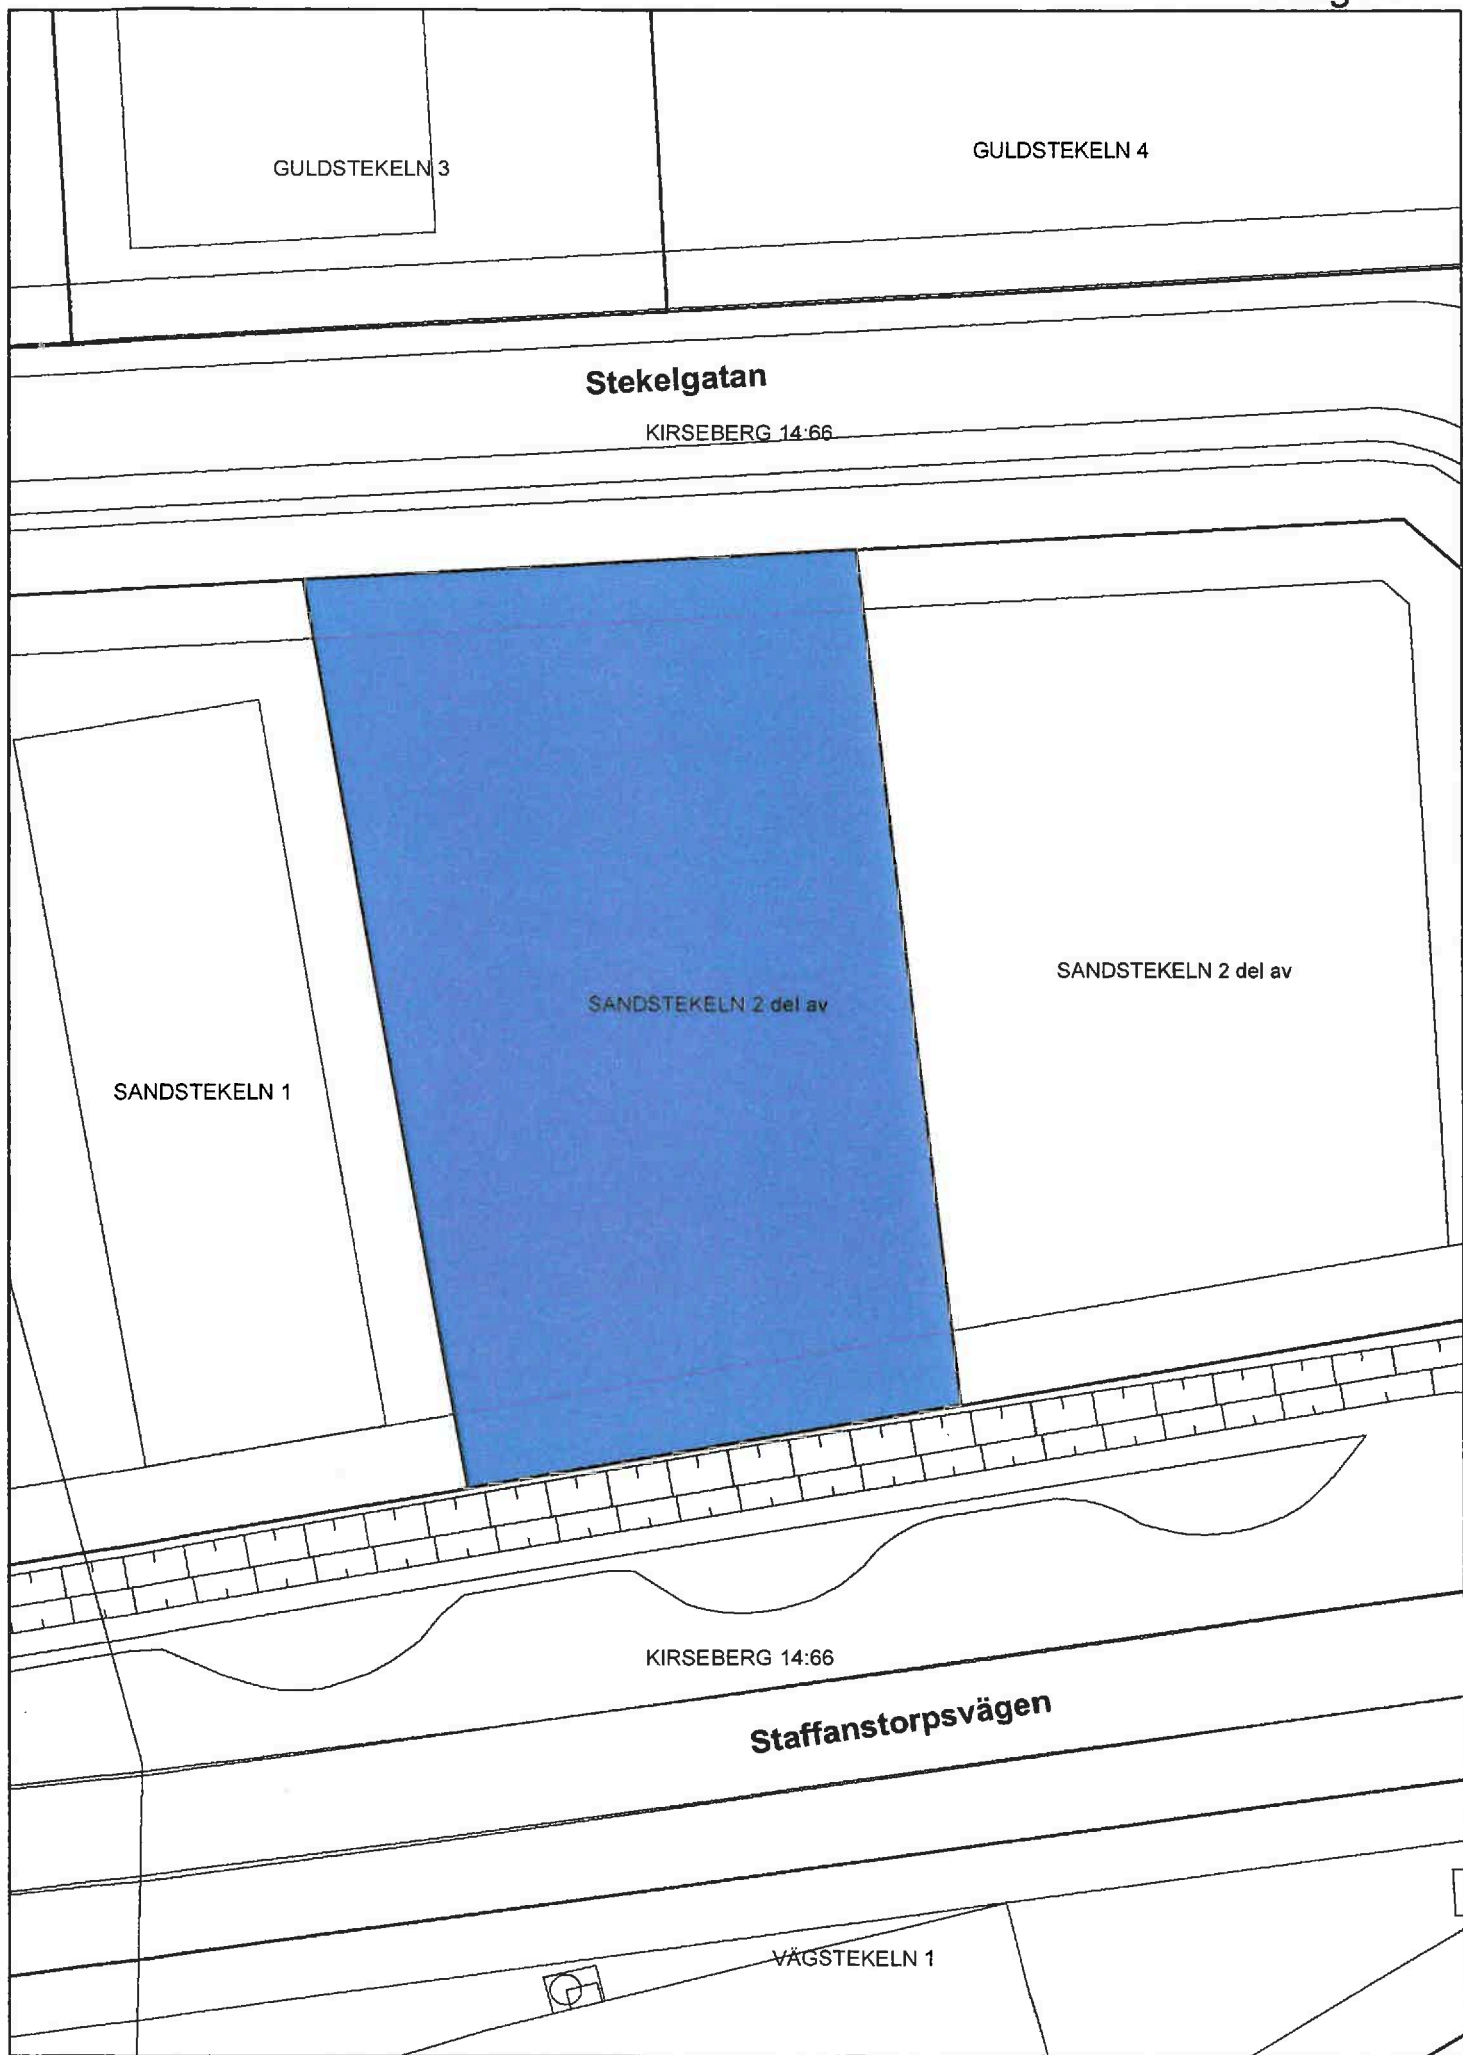 GULDSTEKELN 3
GULDSTEKELN 4
Stekelgatan
KIRSEBERG 14:66
SANDSTEKELN 2 del av
SANDSTEKELN 2 del av
SANDSTEKELN 1
KIRSEBERG 14:66
Staffanstorpsvägen
VÄGSTEKELN 1